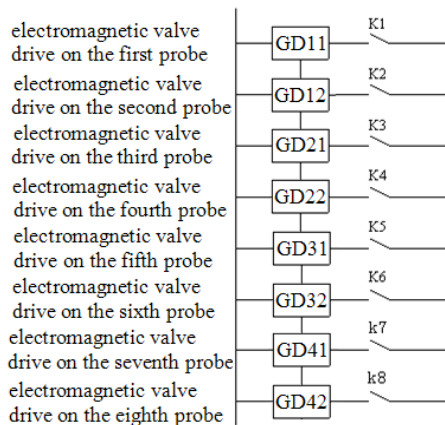 electromagnetic valve
drive on the first probe
GD11
K1
electromagnetic valve
drive on the second probe
GD12
K2
electromagnetic valve
drive on the third probe
GD21
K3
electromagnetic valve
drive on the fourth probe
GD22
K4
electromagnetic valve
drive on the fifth probe
GD31
K5
electromagnetic valve
drive on the sixth probe
GD32
K6
electromagnetic valve
drive on the seventh probe
GD41
k7
electromagnetic valve
drive on the eighth probe
GD42
k8